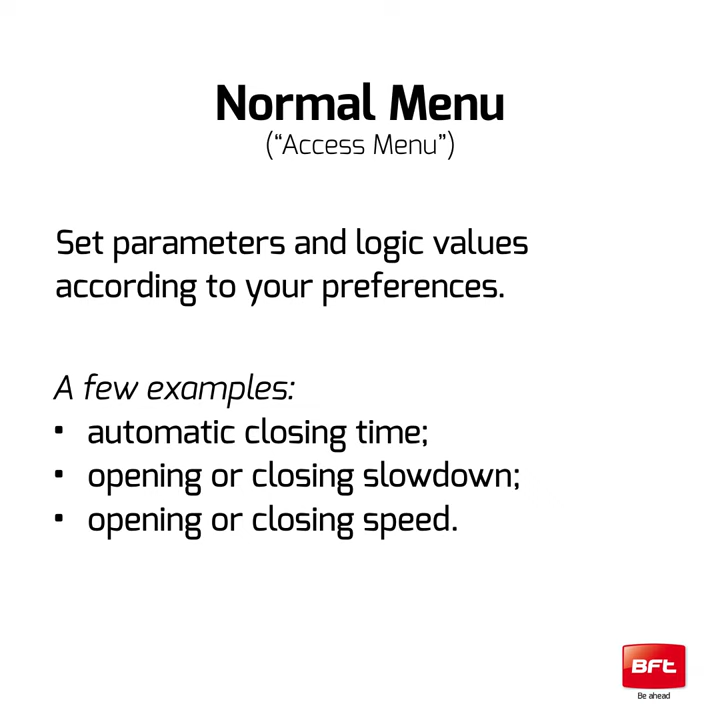 Normal Menu
(“Access Menu”)
Set parameters and logic values
according to your preferences.
A few examples:
• automatic closing time;
• opening or closing slowdown;
• opening or closing speed.
BFt
Be ahead